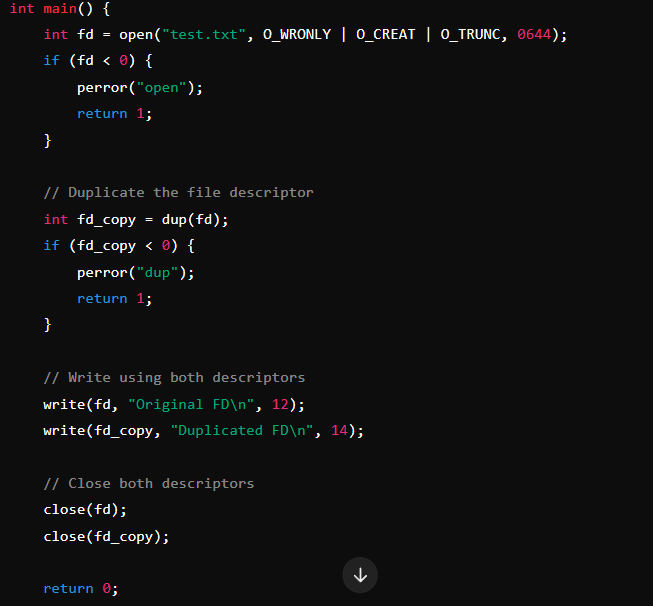 int main() {
    int fd = open("test.txt", O_WRONLY | O_CREAT | O_TRUNC, 0644);
    if (fd < 0) {
        perror("open");
        return 1;
    }
    // Duplicate the file descriptor
    int fd_copy = dup(fd);
    if (fd_copy < 0) {
        perror("dup");
        return 1;
    }
    // Write using both descriptors
    write(fd, "Original FD\n", 12);
    write(fd_copy, "Duplicated FD\n", 14);
    // Close both descriptors
    close(fd);
    close(fd_copy);
    return 0;